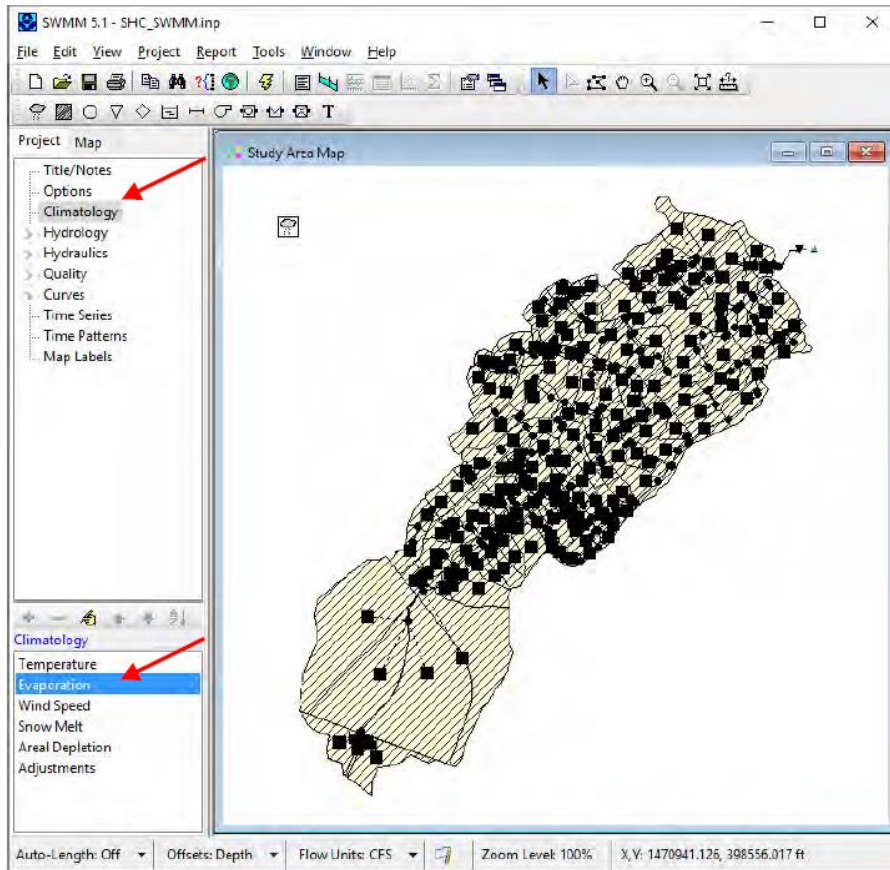 SWMM 5.1 - SHC_SWMM.inp
File Edit View Project Report Tools Window Help
T
Project Map
Title/Notes
Options
Climatology
Hydrology
Hydraulics
Quality
Curves
Time Series
Time Patterns
Map Labels
Study Area Map
Climatology
Temperature
Evaporation
Wind Speed
Snow Melt
Areal Depletion
Adjustments
Auto-Length: Off Offsets: Depth Flow Units: CFS Zoom Level: 100% X,Y: 1470941.126, 398556.017 ft